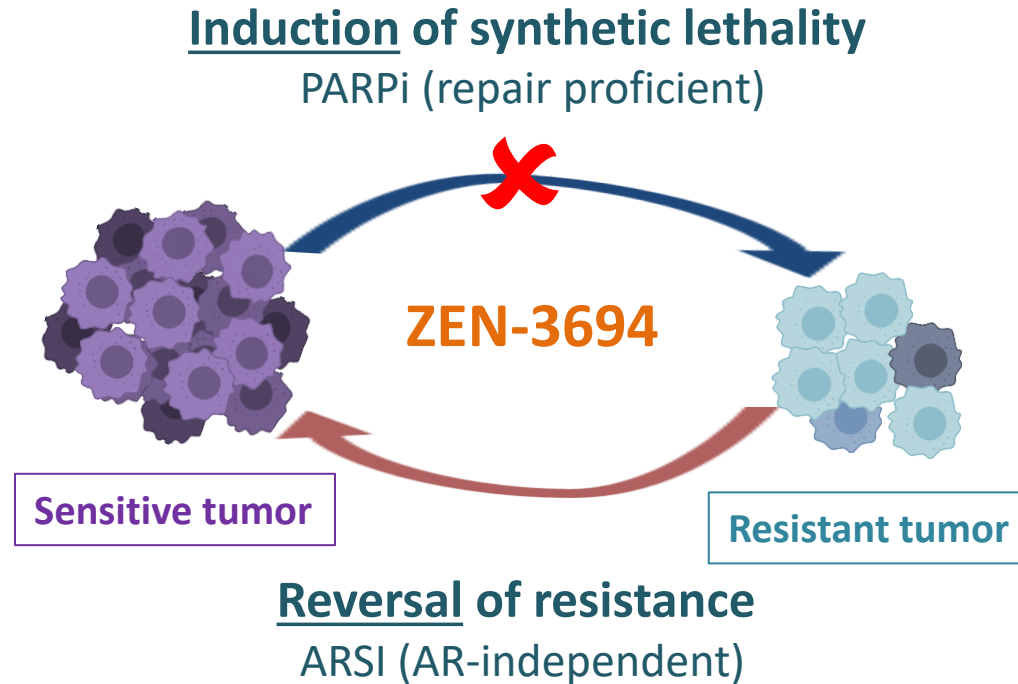 Induction of synthetic lethality
PARPi (repair proficient)
ZEN-3694
Sensitive tumor
Resistant tumor
Reversal of resistance
ARSI (AR-independent)